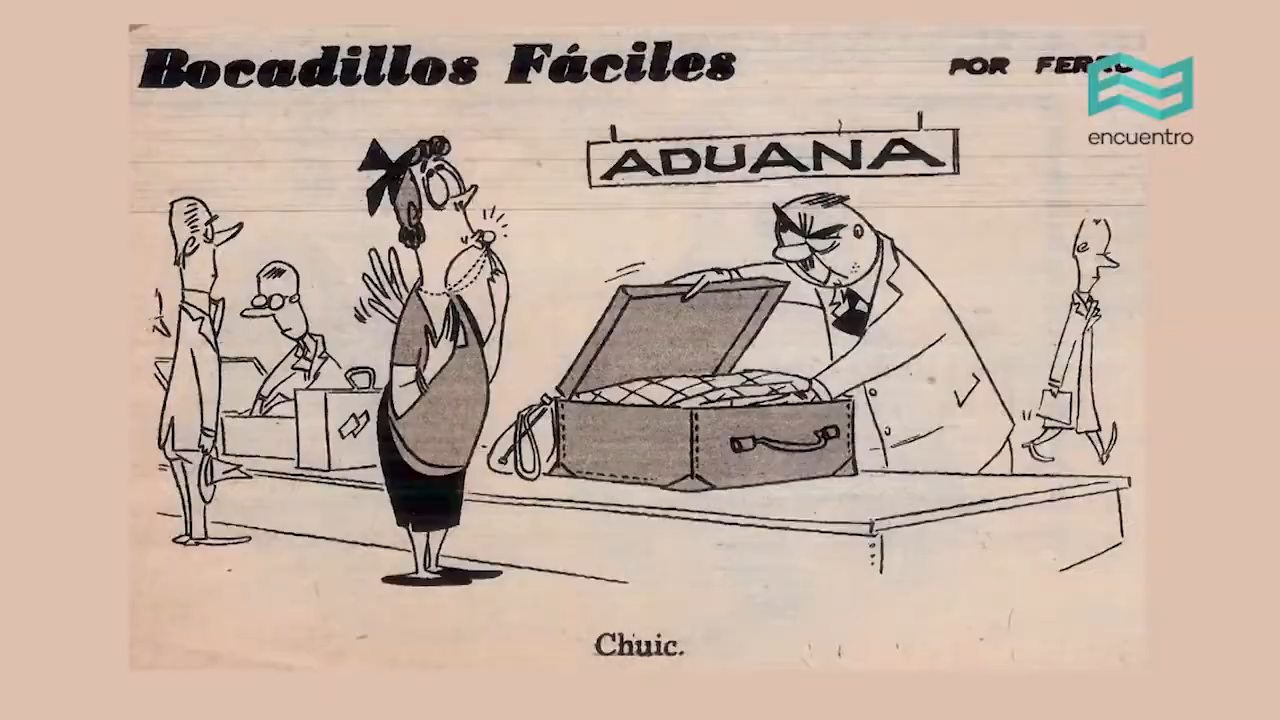 Bocadillos Fáciles
POR
encuentro
ADUANA
Chuic.